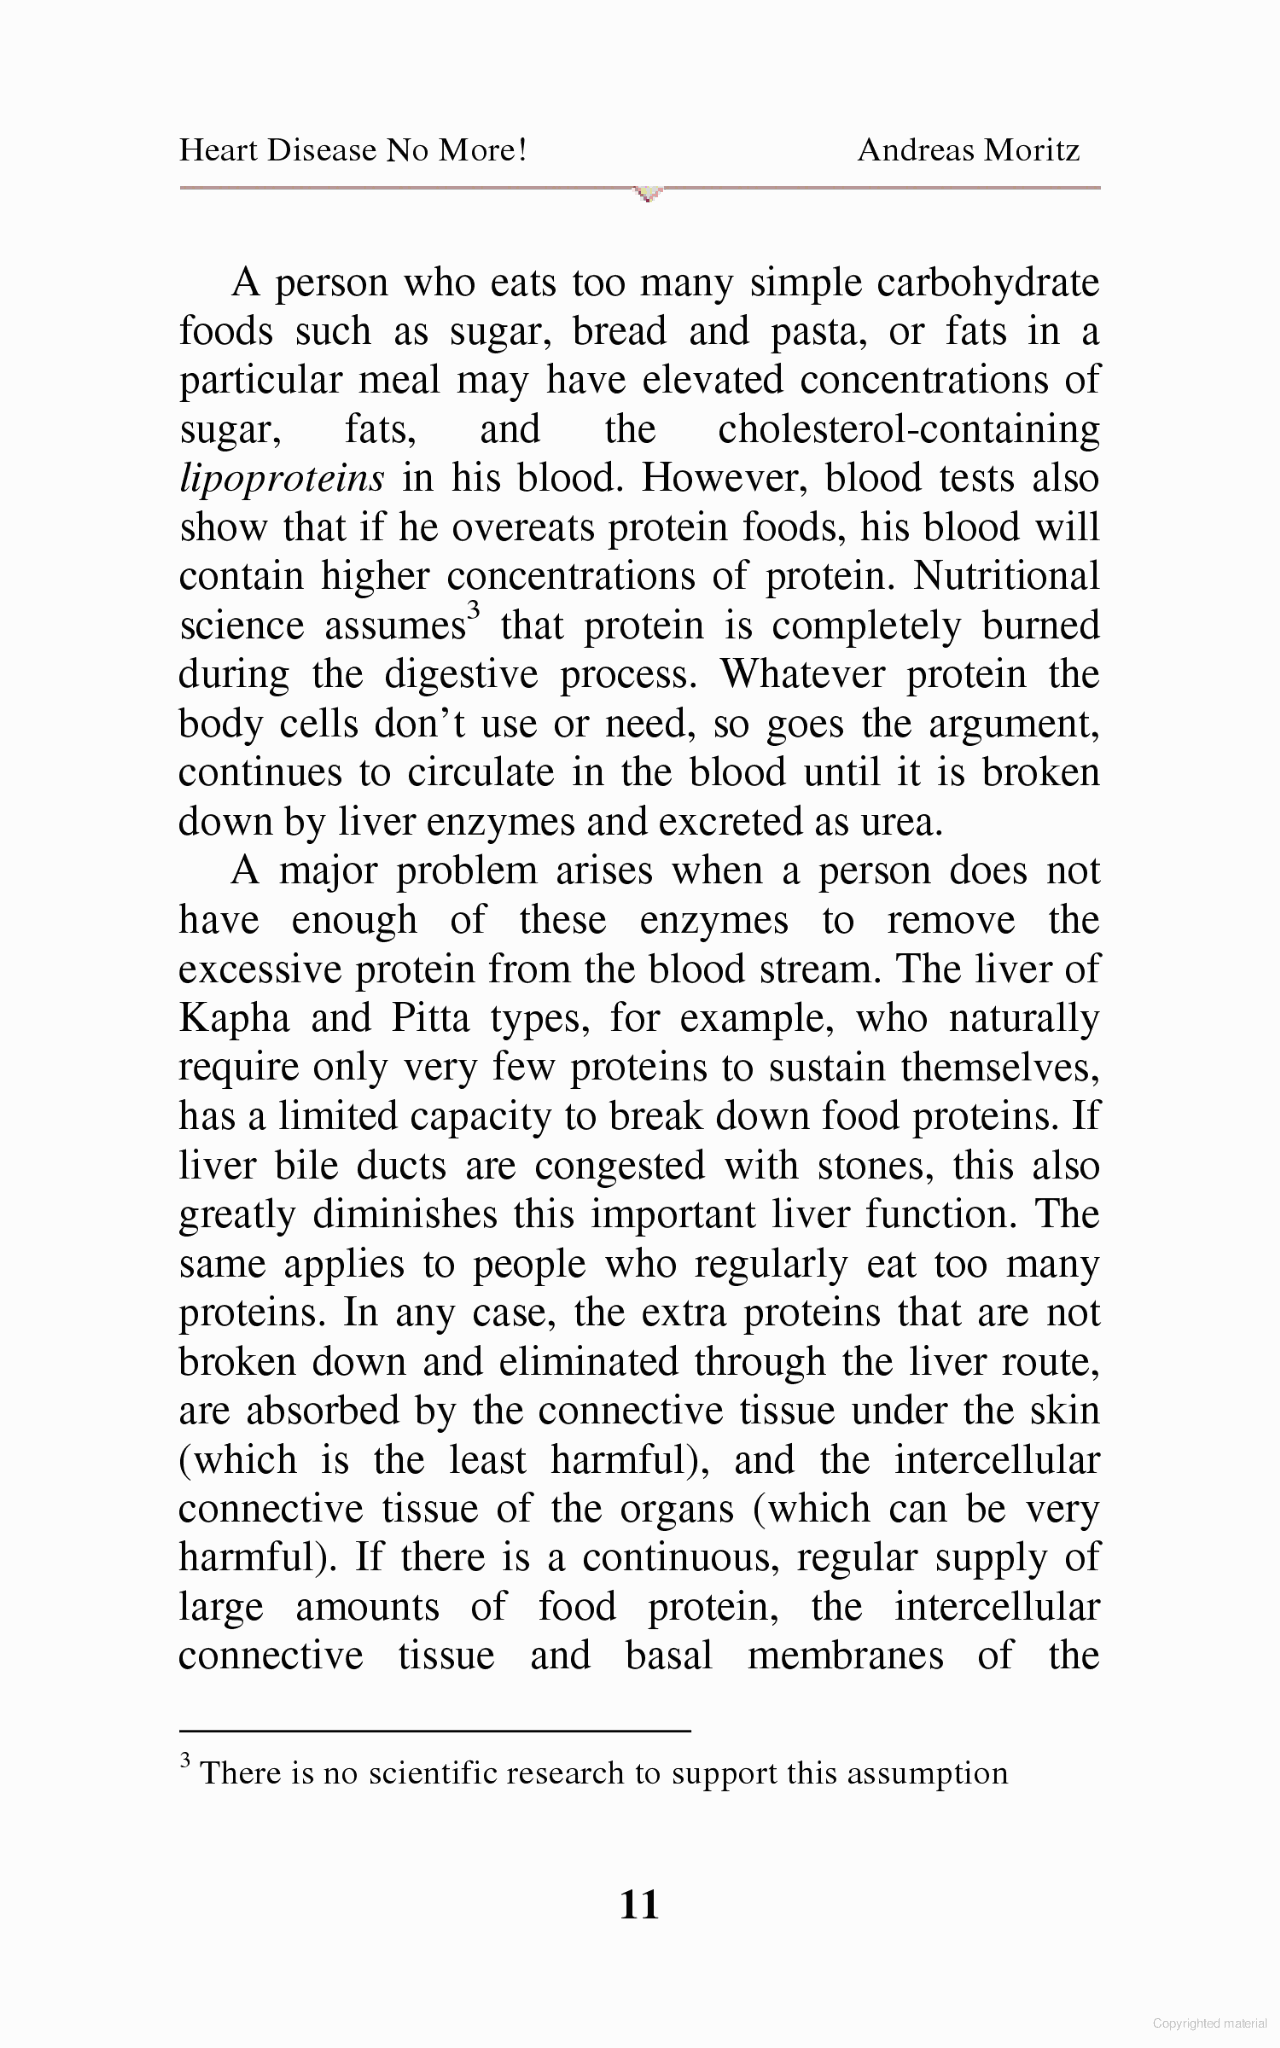 Heart Disease No More! Andreas Moritz
A person who eats too many simple carbohydrate
foods such as sugar, bread and pasta, or fats in a
particular meal may have elevated concentrations of
sugar, fats, and the cholesterol-containing
lipoproteins in his blood. However, blood tests also
show that if he overeats protein foods, his blood will
contain higher concentrations of protein. Nutritional
science assumes3 that protein is completely burned
during the digestive process. Whatever protein the
body cells don't use or need, so goes the argument,
continues to circulate in the blood until it is broken
down by liver enzymes and excreted as urea.
A major problem arises when a person does not
have enough of these enzymes to remove the
excessive protein from the blood stream. The liver of
Kapha and Pitta types, for example, who naturally
require only very few proteins to sustain themselves,
has a limited capacity to break down food proteins. If
liver bile ducts are congested with stones, this also
greatly diminishes this important liver function. The
same applies to people who regularly eat too many
proteins. In any case, the extra proteins that are not
broken down and eliminated through the liver route,
are absorbed by the connective tissue under the skin
(which is the least harmful), and the intercellular
connective tissue of the organs (which can be very
harmful). If there is a continuous, regular supply of
large amounts of food protein, the intercellular
connective tissue and basal membranes of the
3 There is no scientific research to support this assumption
11
Copyrighted material